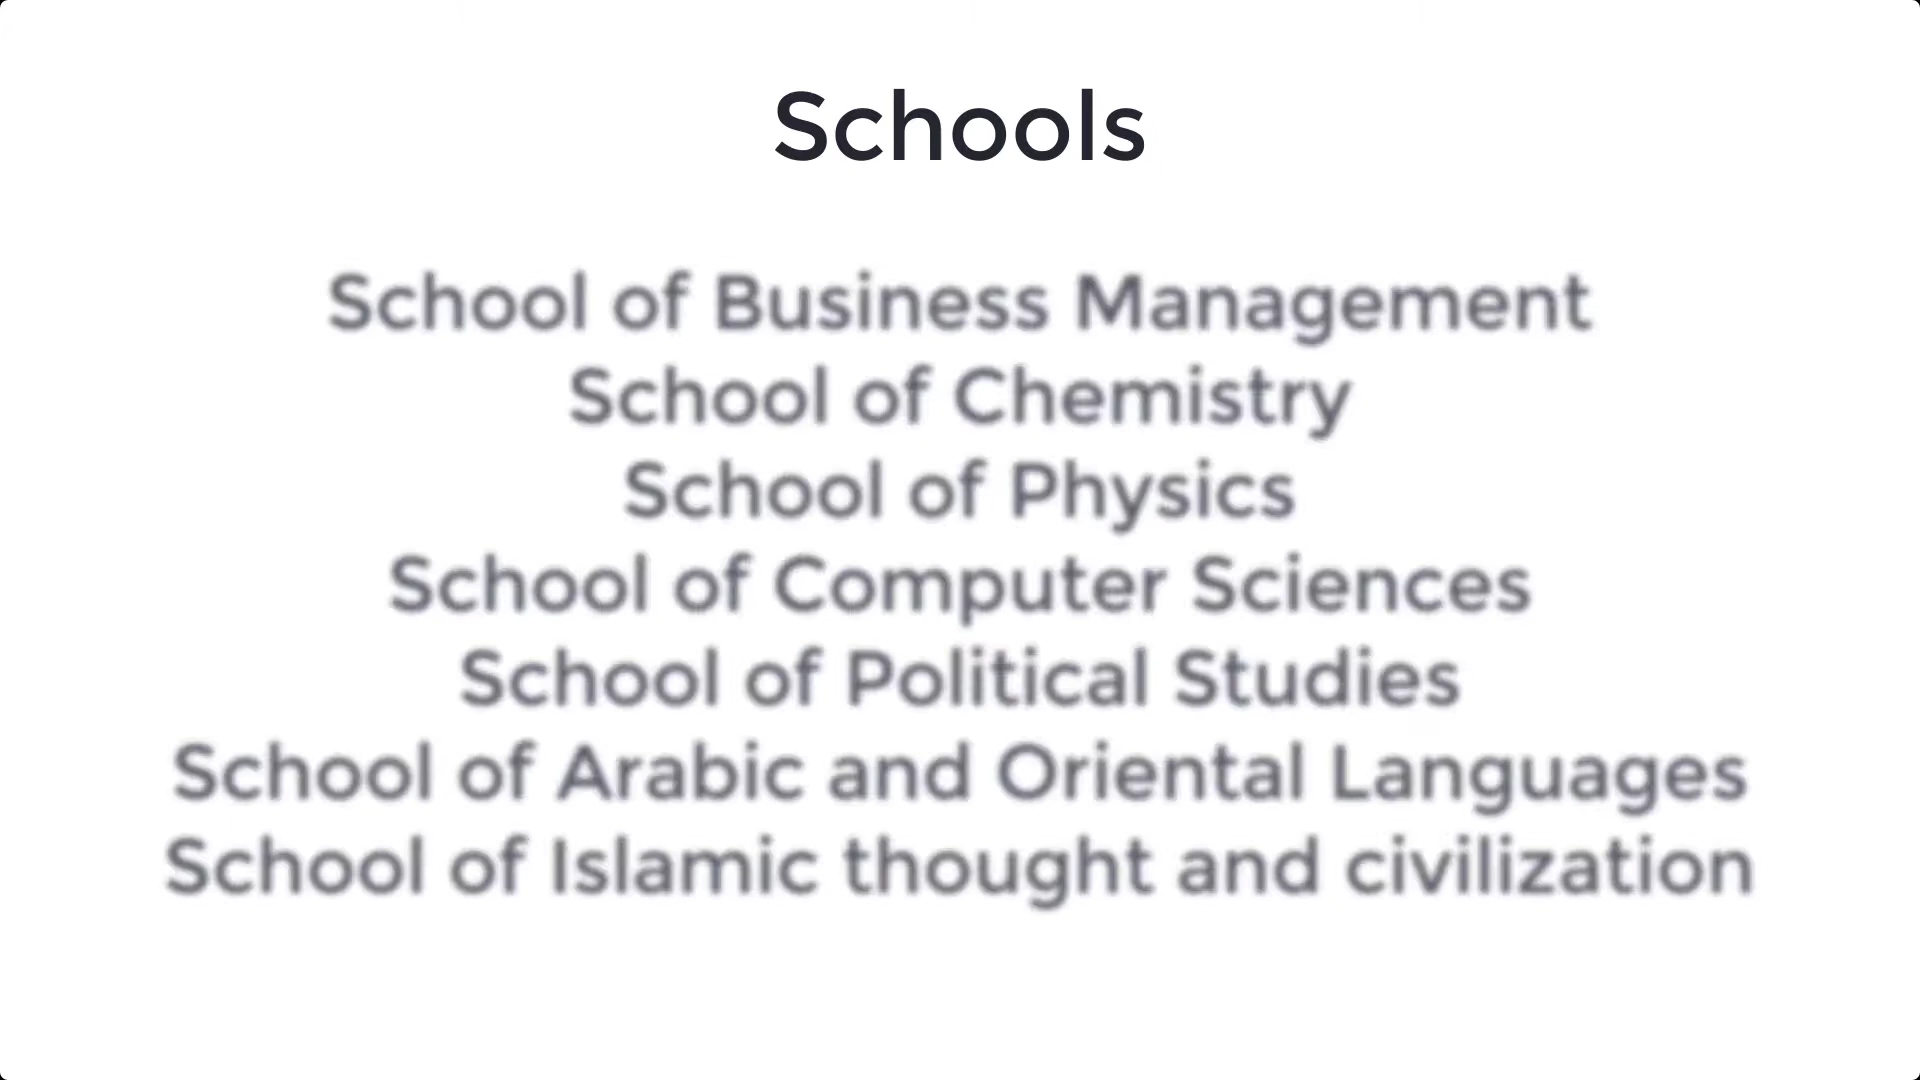 Schools
School of Business Management
School of Chemistry
School of Physics
School of Computer Sciences
School of Political Studies
School of Arabic and Oriental Languages
School of Islamic thought and civilization